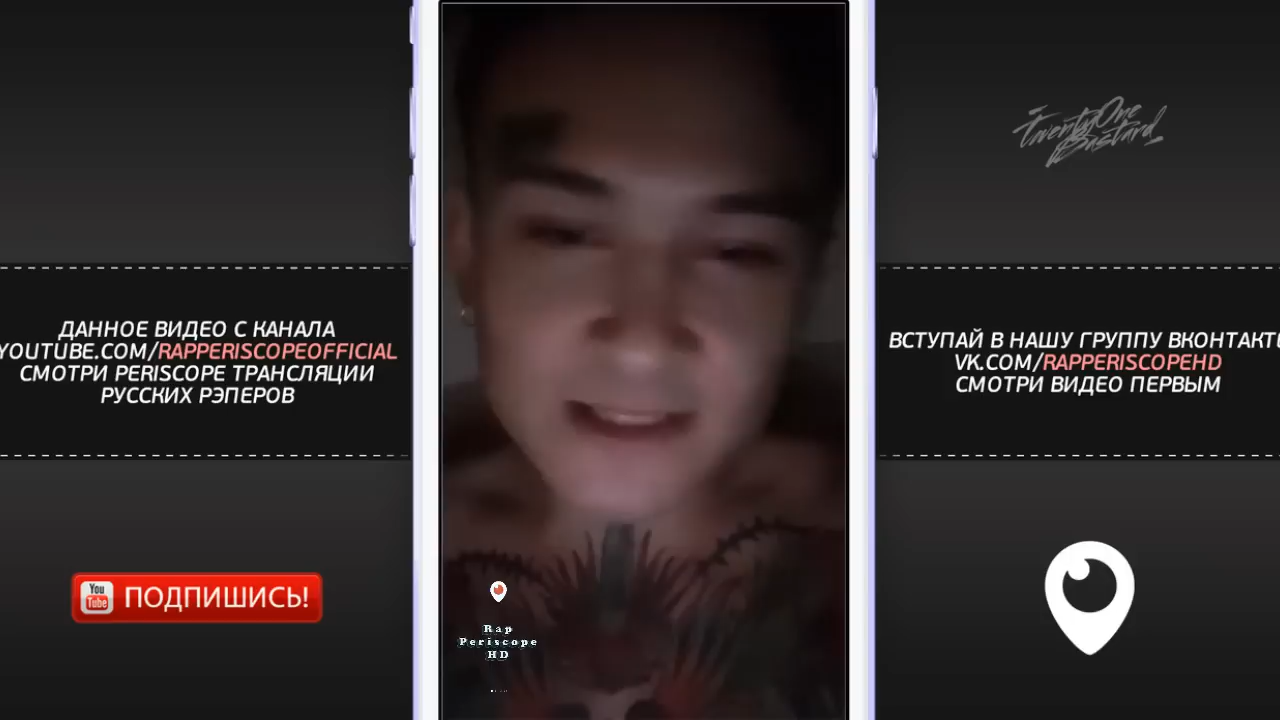 TwentyOne
Bastard
ДАННОЕ ВИДЕО С КАНАЛА
YOUTUBE.COM/RAPPERISCOPEOFFICIAL
СМОТРИ PERISCOPE ТРАНСЛЯЦИИ
РУССКИХ РЭПЕРОВ
ВСТУПАЙ В НАШУ ГРУППУ ВКОНТАКТЕ
VK.COM/RAPPERISCOPEHD
СМОТРИ ВИДЕО ПЕРВЫМ
You
Tube
ПОДПИШИСЬ!
Rap
Periscope
HD